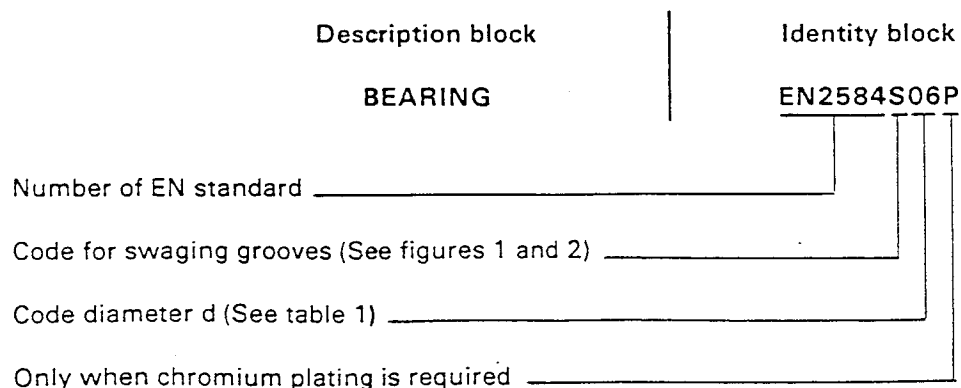 Description block
Identity block
BEARING
EN2584S06P
Number of EN standard
Code for swaging grooves (See figures 1 and 2)
Code diameter d (See table 1)
Only when chromium plating is required